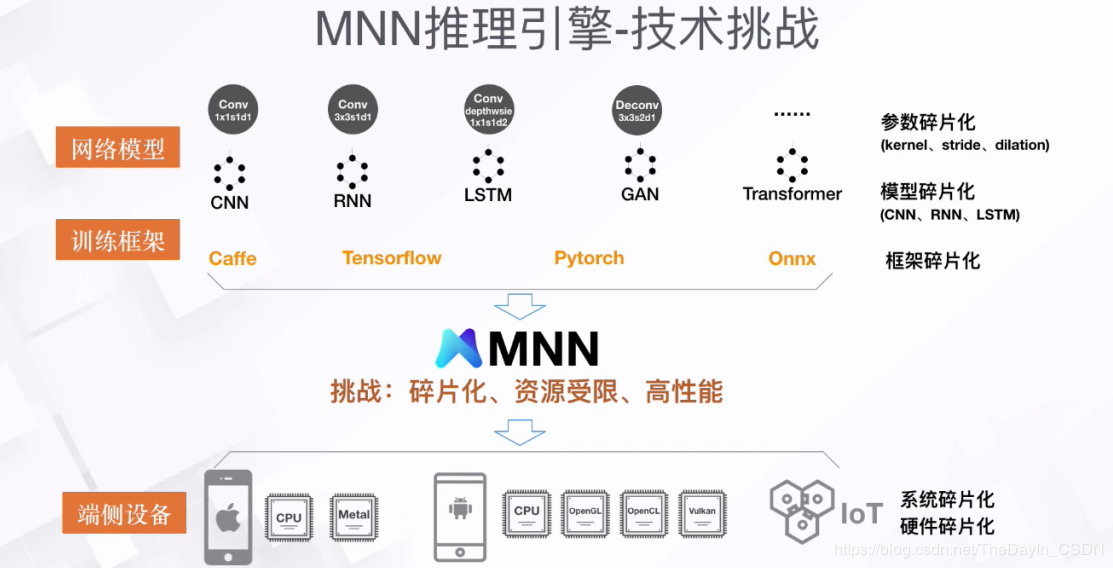 MNN推理引擎-技术挑战
网络模型
Conv
1x1s1d1
Conv
3x3s1d1
Conv
depthwsie
1x1s1d2
Deconv
3x3s2d1
······
参数碎片化
(kernel、stride、dilation)
CNN
RNN
LSTM
GAN
Transformer
模型碎片化
(CNN、RNN、LSTM)
训练框架
Caffe
Tensorflow
Pytorch
Onnx
框架碎片化
MNN
挑战：碎片化、资源受限、高性能
端侧设备
CPU
Metal
CPU
OpenGL
OpenCL
Vulkan
IoT
系统碎片化
硬件碎片化
https://blog.csdn.net/TheDayIn_CSDN